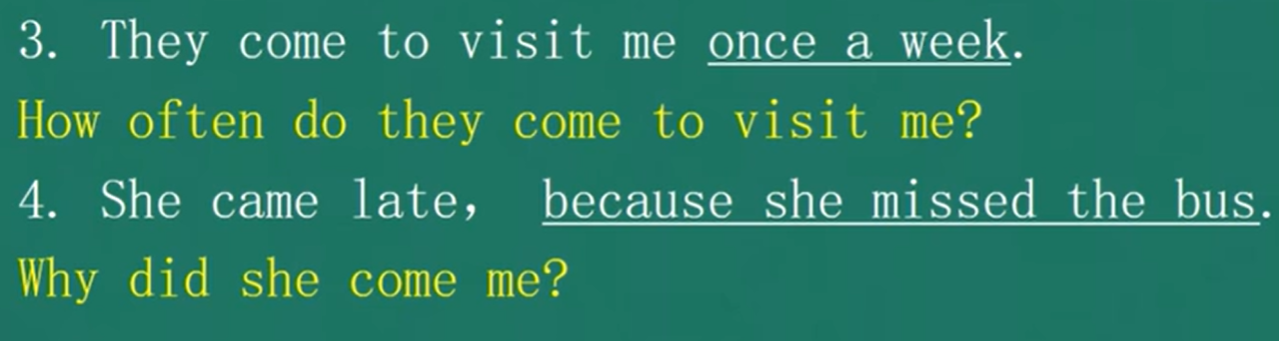 3. They come to visit me once a week.
How often do they come to visit me?
4. She came late, because she missed the bus.
Why did she come me?